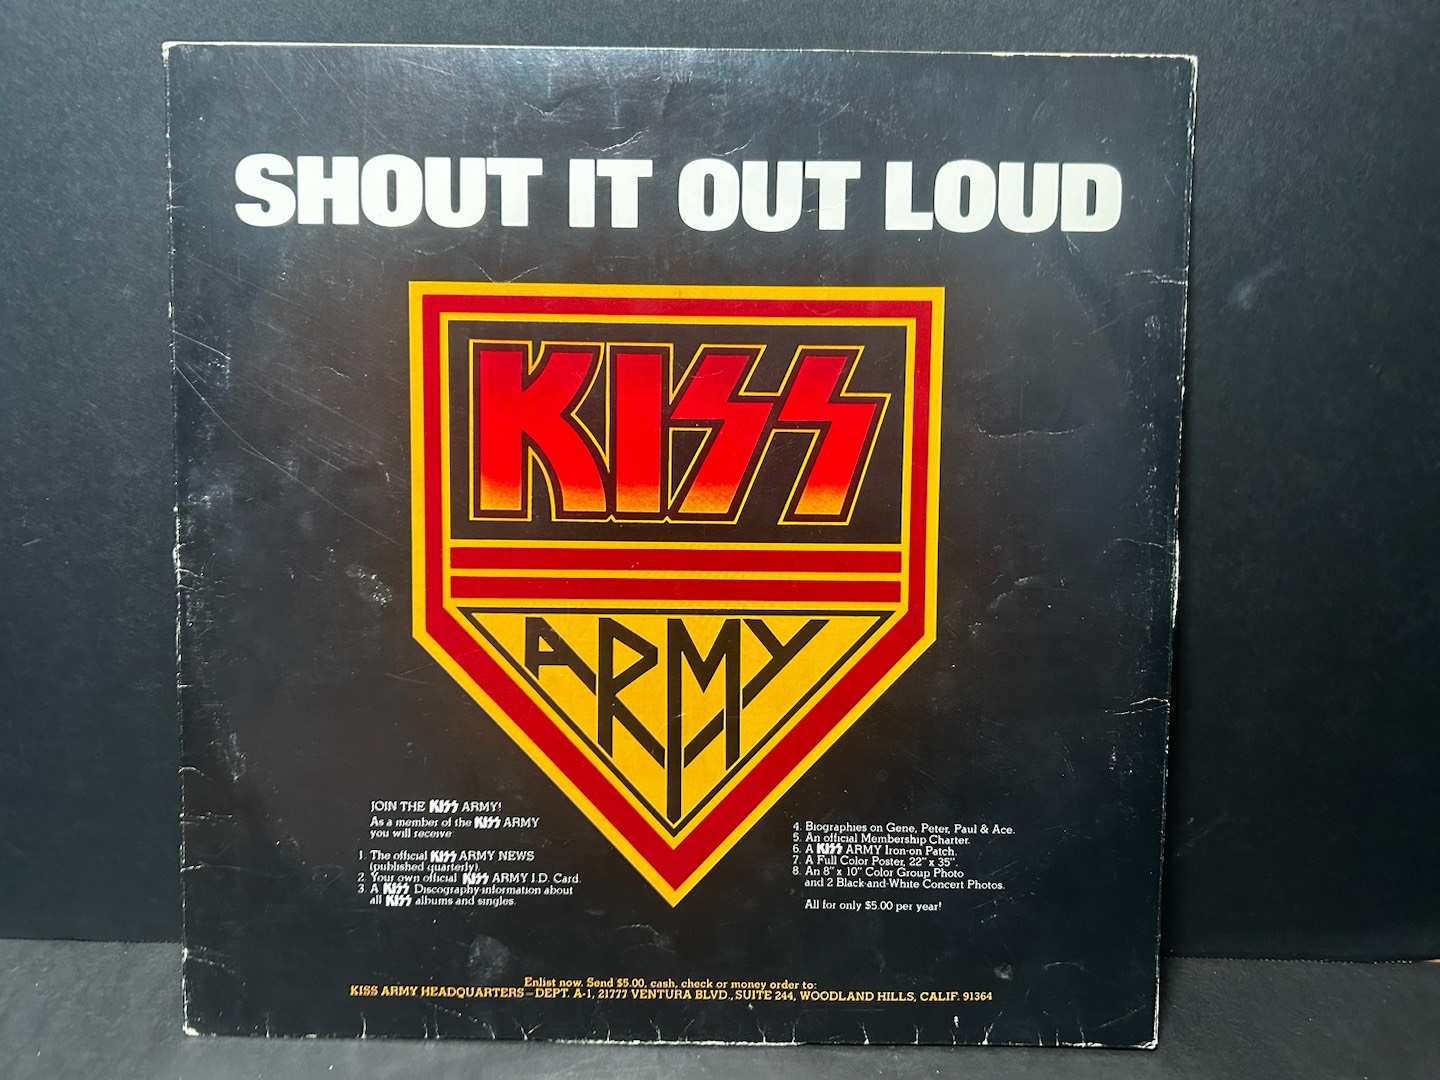 SHOUT IT OUT LOUD
KISS
ARMY
JOIN THE KISS ARMY!
As a member of the KISS ARMY
you will receive:
1. The official KISS ARMY NEWS
(published quarterly).
2. Your own official KISS ARMY I.D. Card.
3. A KISS Discography-information about
all KISS albums and singles.
4. Biographies on Gene, Peter, Paul & Ace.
5. An official Membership Charter.
6. A KISS ARMY Iron-on Patch.
7. A Full Color Poster, 22" x 35".
8. An 8" x 10" Color Group Photo
and 2 Black-and-White Concert Photos.
All for only $5.00 per year!
Enlist now. Send $5.00, cash, check or money order to:
KISS ARMY HEADQUARTERS—DEPT. A-1, 21777 VENTURA BLVD., SUITE 244, WOODLAND HILLS, CALIF. 91364